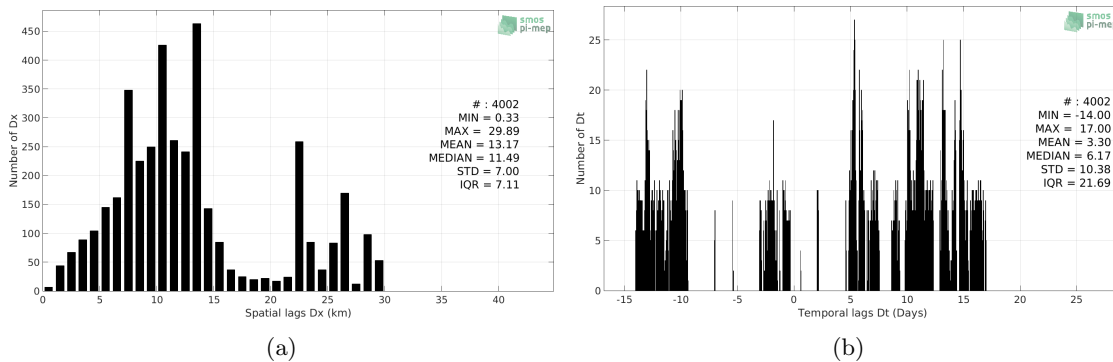 450
400
350
300
250
200
150
100
50
0
Number of Dx
0 5 10 15 20 25 30 35 40
Spatial lags Dx (km)
smos
pi-mep
# : 4002
MIN = 0.33
MAX = 29.89
MEAN = 13.17
MEDIAN = 11.49
STD = 7.00
IQR = 7.11
(a)
25
20
15
10
5
0
Number of Dt
-15 -10 -5 0 5 10 15 20 25
Temporal lags Dt (Days)
smos
pi-mep
# : 4002
MIN = -14.00
MAX = 17.00
MEAN = 3.30
MEDIAN = 6.17
STD = 10.38
IQR = 21.69
(b)